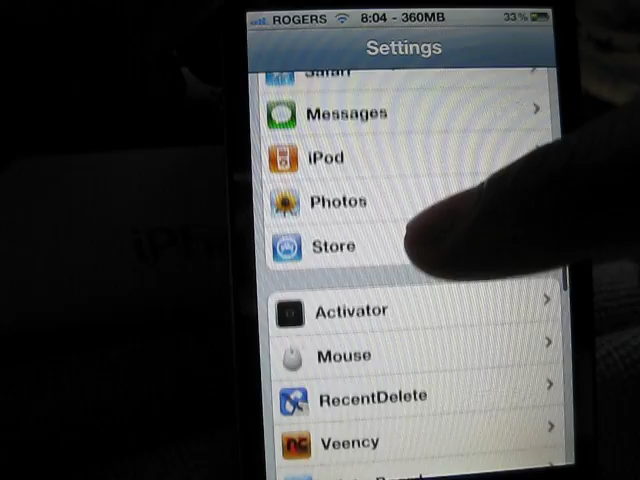 ROGERS 8:04 - 360MB 33%
Settings
Safari
Messages
iPod
Photos
Store
Activator
Mouse
RecentDelete
Veency